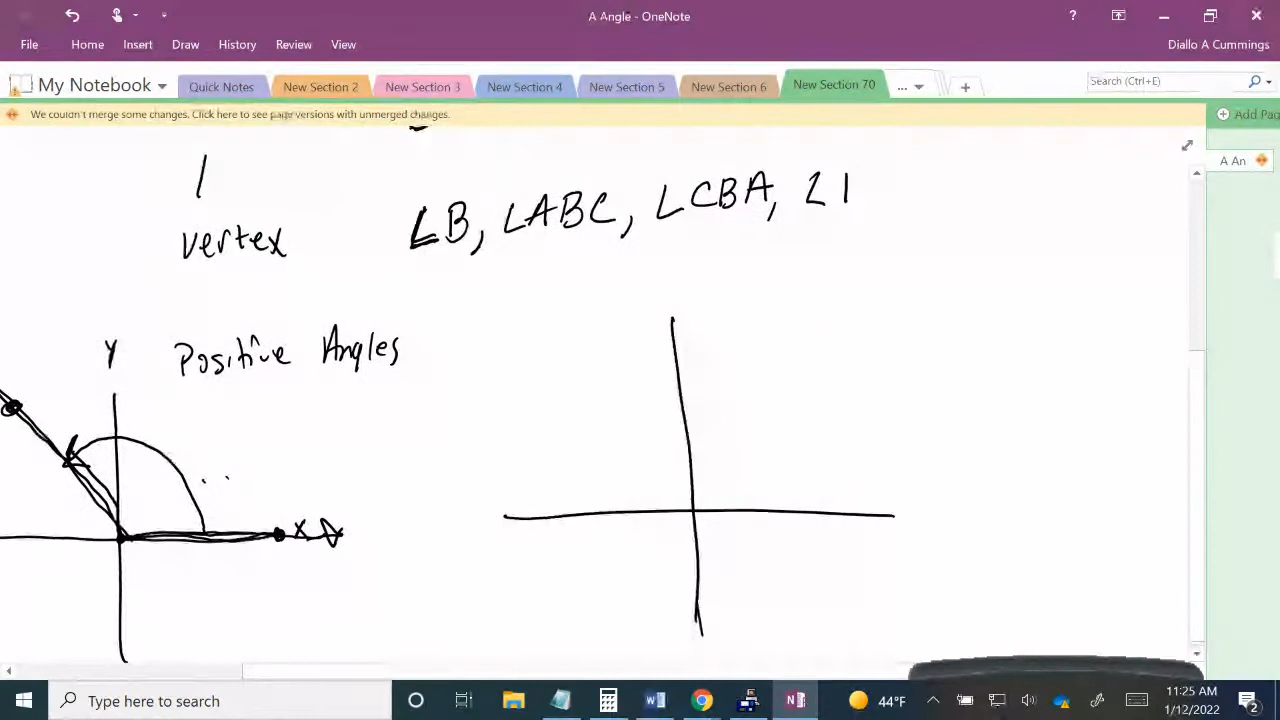 A Angle - OneNote
?
File Home Insert Draw History Review View
Diallo A Cummings
My Notebook Quick Notes New Section 2 New Section 3 New Section 4 New Section 5 New Section 6 New Section 70 ... + Search (Ctrl+E)
We couldn't merge some changes. Click here to see page versions with unmerged changes.
Add Pag
A An
∠B, ∠ABC, ∠CBA, ∠1
vertex
Y Positive Angles
X
Type here to search
44°F
11:25 AM
1/12/2022
2